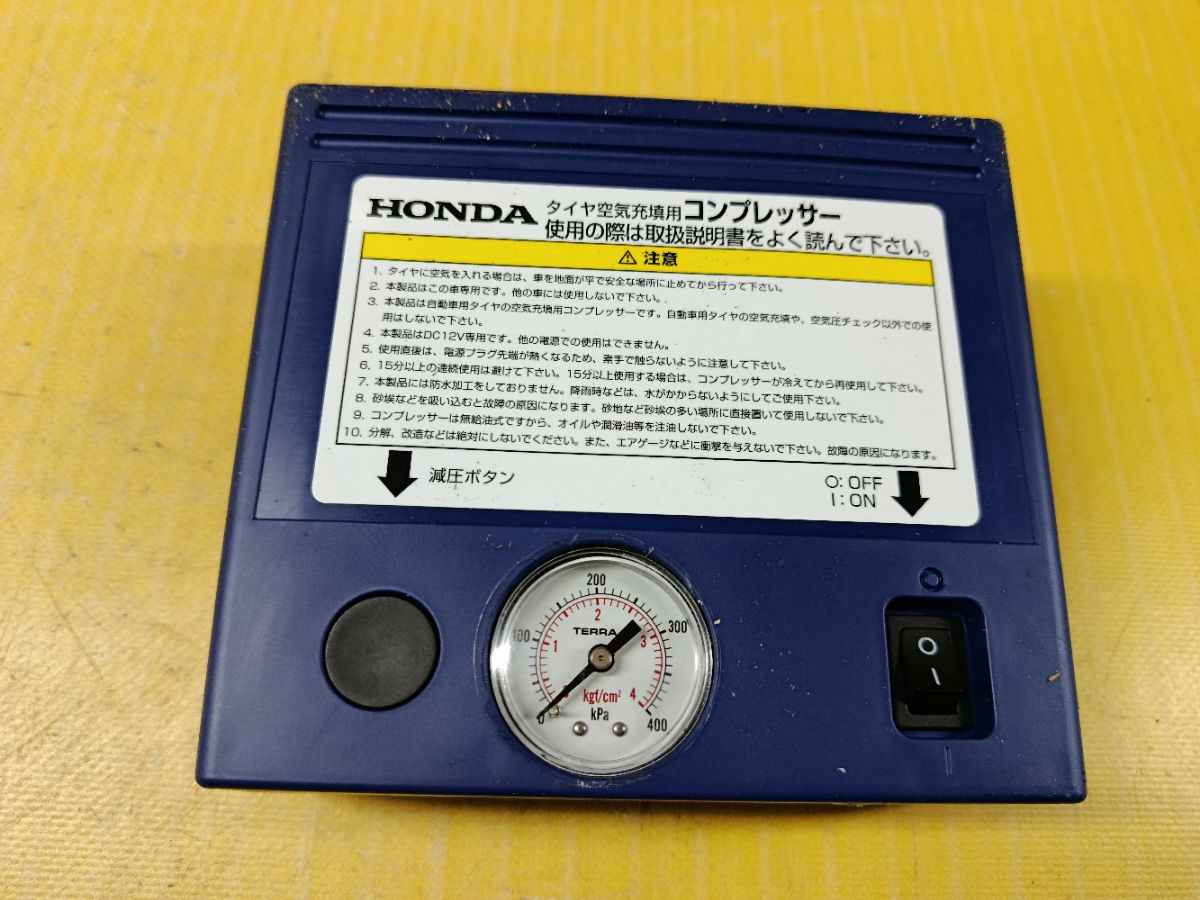 HONDA タイヤ空気充填用コンプレッサー
使用の際は取扱説明書をよく読んで下さい。
⚠ 注意
1. タイヤに空気を入れる場合は、車を地面が平で安全な場所に止めてから行って下さい。
2. 本製品はこの車専用です。他の車には使用しないで下さい。
3. 本製品は自動車用タイヤの空気充填用コンプレッサーです。自動車用タイヤの空気充填や、空気圧チェック以外での使
用はしないで下さい。
4. 本製品はDC12V専用です。他の電源での使用はできません。
5. 使用直後は、電源プラグ先端が熱くなるため、素手で触らないように注意して下さい。
6. 15分以上の連続使用は避けて下さい。15分以上使用する場合は、コンプレッサーが冷えてから再使用して下さい。
7. 本製品には防水加工をしておりません。降雨時などは、水がかからないようにしてご使用下さい。
8. 砂埃などを吸い込むと故障の原因になります。砂地など砂埃の多い場所に直接置いて使用しないで下さい。
9. コンプレッサーは無給油式ですから、オイルや潤滑油等を注油しないで下さい。
10. 分解、改造などは絶対にしないでください。また、エアゲージなどに衝撃を与えないで下さい。故障の原因になります。
減圧ボタン
O: OFF
I: ON
0 100 200 300 400
1 2 3 4
TERRA
kgf/cm²
kPa
O
O
I
I